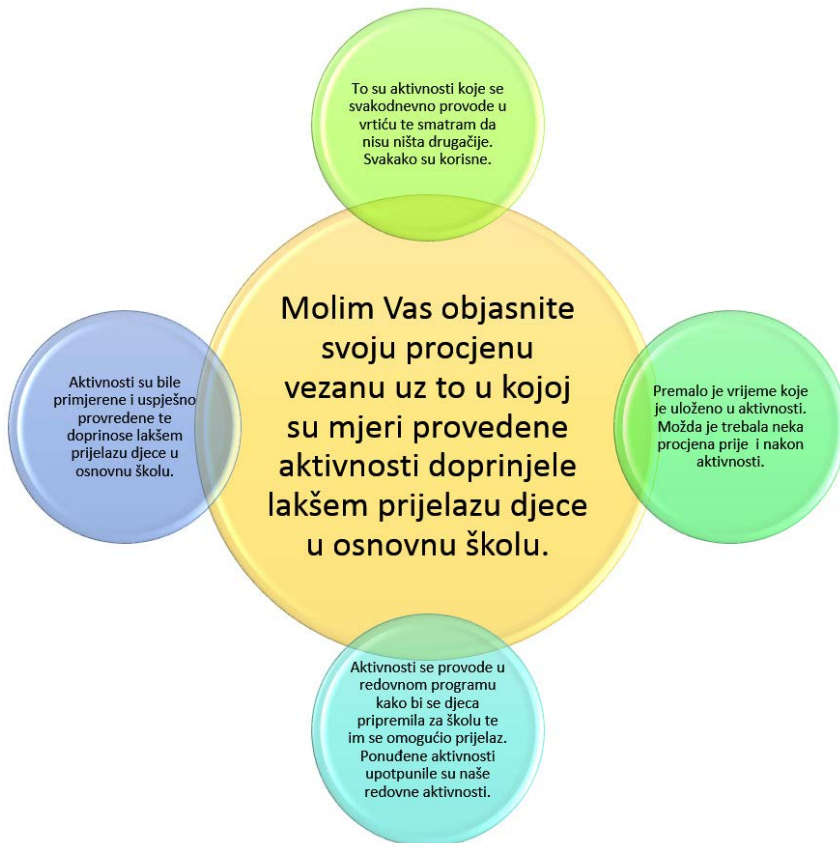 To su aktivnosti koje se
svakodnevno provode u
vrtiću te smatram da
nisu ništa drugačije.
Svakako su korisne.
Molim Vas objasnite
svoju procjenu
vezanu uz to u kojoj
su mjeri provedene
aktivnosti doprinjele
lakšem prijelazu djece
u osnovnu školu.
Aktivnosti su bile
primjerene i uspješno
provredene te
doprinose lakšem
prijelazu djece u
osnovnu školu.
Premalo je vrijeme koje
je uloženo u aktivnosti.
Možda je trebala neka
procjena prije i nakon
aktivnosti.
Aktivnosti se provode u
redovnom programu
kako bi se djeca
pripremila za školu te
im se omogućio prijelaz.
Ponuđene aktivnosti
upotpunile su naše
redovne aktivnosti.